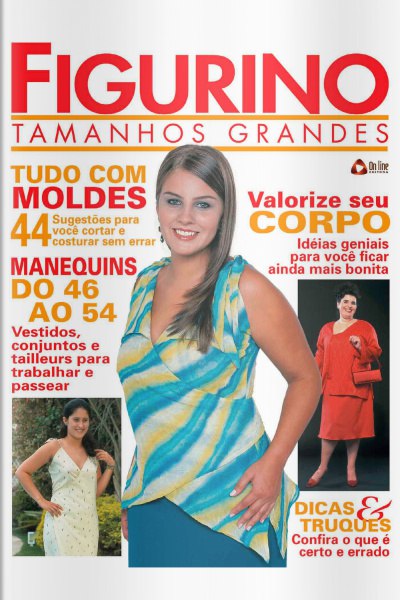 FIGURINO
TAMANHOS GRANDES
On line
EDITORA
TUDO COM
MOLDES
44 Sugestões para
você cortar e
costurar sem errar
MANEQUINS
DO 46
AO 54
Vestidos,
conjuntos e
tailleurs para
trabalhar e
passear
Valorize seu
CORPO
Idéias geniais
para você ficar
ainda mais bonita
DICAS &
TRUQUES
Confira o que é
certo e errado